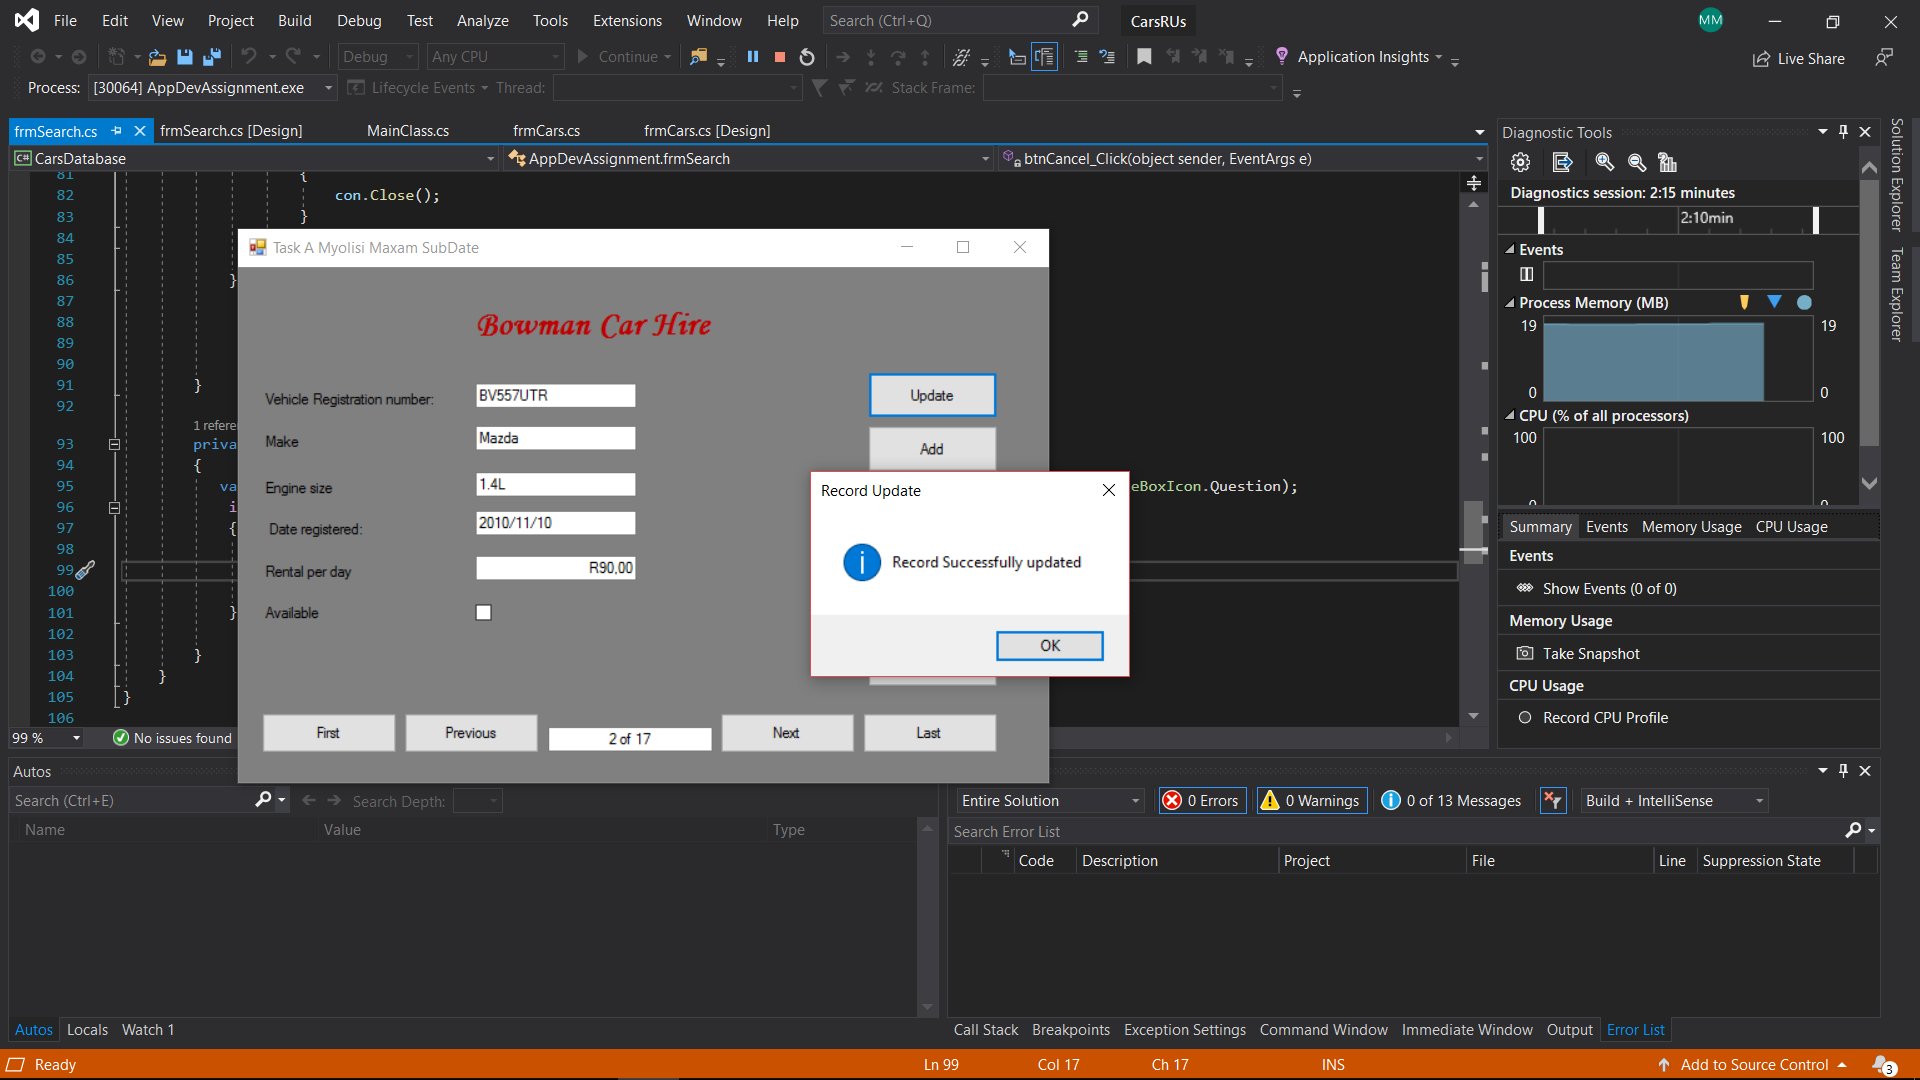 File Edit View Project Build Debug Test Analyze Tools Extensions Window Help Search (Ctrl+Q) CarsRUs MM
Debug Any CPU Continue Application Insights Live Share
Process: [30064] AppDevAssignment.exe Lifecycle Events Thread: Stack Frame:
frmSearch.cs frmSearch.cs [Design] MainClass.cs frmCars.cs frmCars.cs [Design]
C# CarsDatabase AppDevAssignment.frmSearch btnCancel_Click(object sender, EventArgs e)
81 {
82 con.Close();
83 }
84
85
86 }
87
88
89
90
91 }
92
1 refere
93 priva
94 {
95 va eBoxIcon.Question);
96 i
97 {
98
99
100
101 }
102
103 }
104 }
105 }
106
99 % No issues found
Task A Myolisi Maxam SubDate
Bowman Car Hire
Vehicle Registration number: BV557UTR Update
Make Mazda Add
Engine size 1.4L
Date registered: 2010/11/10
Rental per day R90,00
Available
First Previous 2 of 17 Next Last
Record Update
Record Successfully updated
OK
Diagnostic Tools
Diagnostics session: 2:15 minutes
2:10min
Events
Process Memory (MB)
19 19
0 0
CPU (% of all processors)
100 100
Summary Events Memory Usage CPU Usage
Events
Show Events (0 of 0)
Memory Usage
Take Snapshot
CPU Usage
Record CPU Profile
Solution Explorer
Team Explorer
Autos
Search (Ctrl+E) Search Depth:
Name Value Type
Autos Locals Watch 1
Entire Solution 0 Errors 0 Warnings 0 of 13 Messages Build + IntelliSense
Search Error List
Code Description Project File Line Suppression State
Call Stack Breakpoints Exception Settings Command Window Immediate Window Output Error List
Ready Ln 99 Col 17 Ch 17 INS Add to Source Control 3